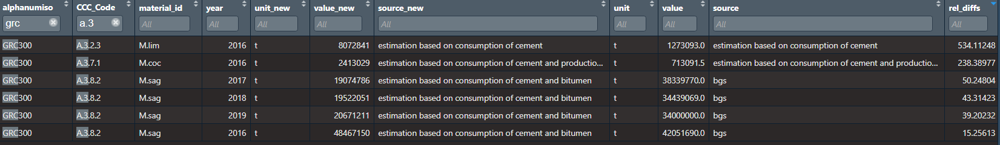 alphanumiso CCC_Code material_id year unit_new value_new source_new unit value source rel_diffs
grc a.3 All All All All All All All All All
GRC300 A.3.2.3 M.lim 2016 t 8072841 estimation based on consumption of cement t 1273093.0 estimation based on consumption of cement 534.11248
GRC300 A.3.7.1 M.coc 2016 t 2413029 estimation based on consumption of cement and productio... t 713091.5 estimation based on consumption of cement and productio... 238.38977
GRC300 A.3.8.2 M.sag 2017 t 19074786 estimation based on consumption of cement and bitumen t 38339770.0 bgs 50.24804
GRC300 A.3.8.2 M.sag 2018 t 19522051 estimation based on consumption of cement and bitumen t 34439069.0 bgs 43.31423
GRC300 A.3.8.2 M.sag 2019 t 20671211 estimation based on consumption of cement and bitumen t 34000000.0 bgs 39.20232
GRC300 A.3.8.2 M.sag 2016 t 48467150 estimation based on consumption of cement and bitumen t 42051690.0 bgs 15.25613